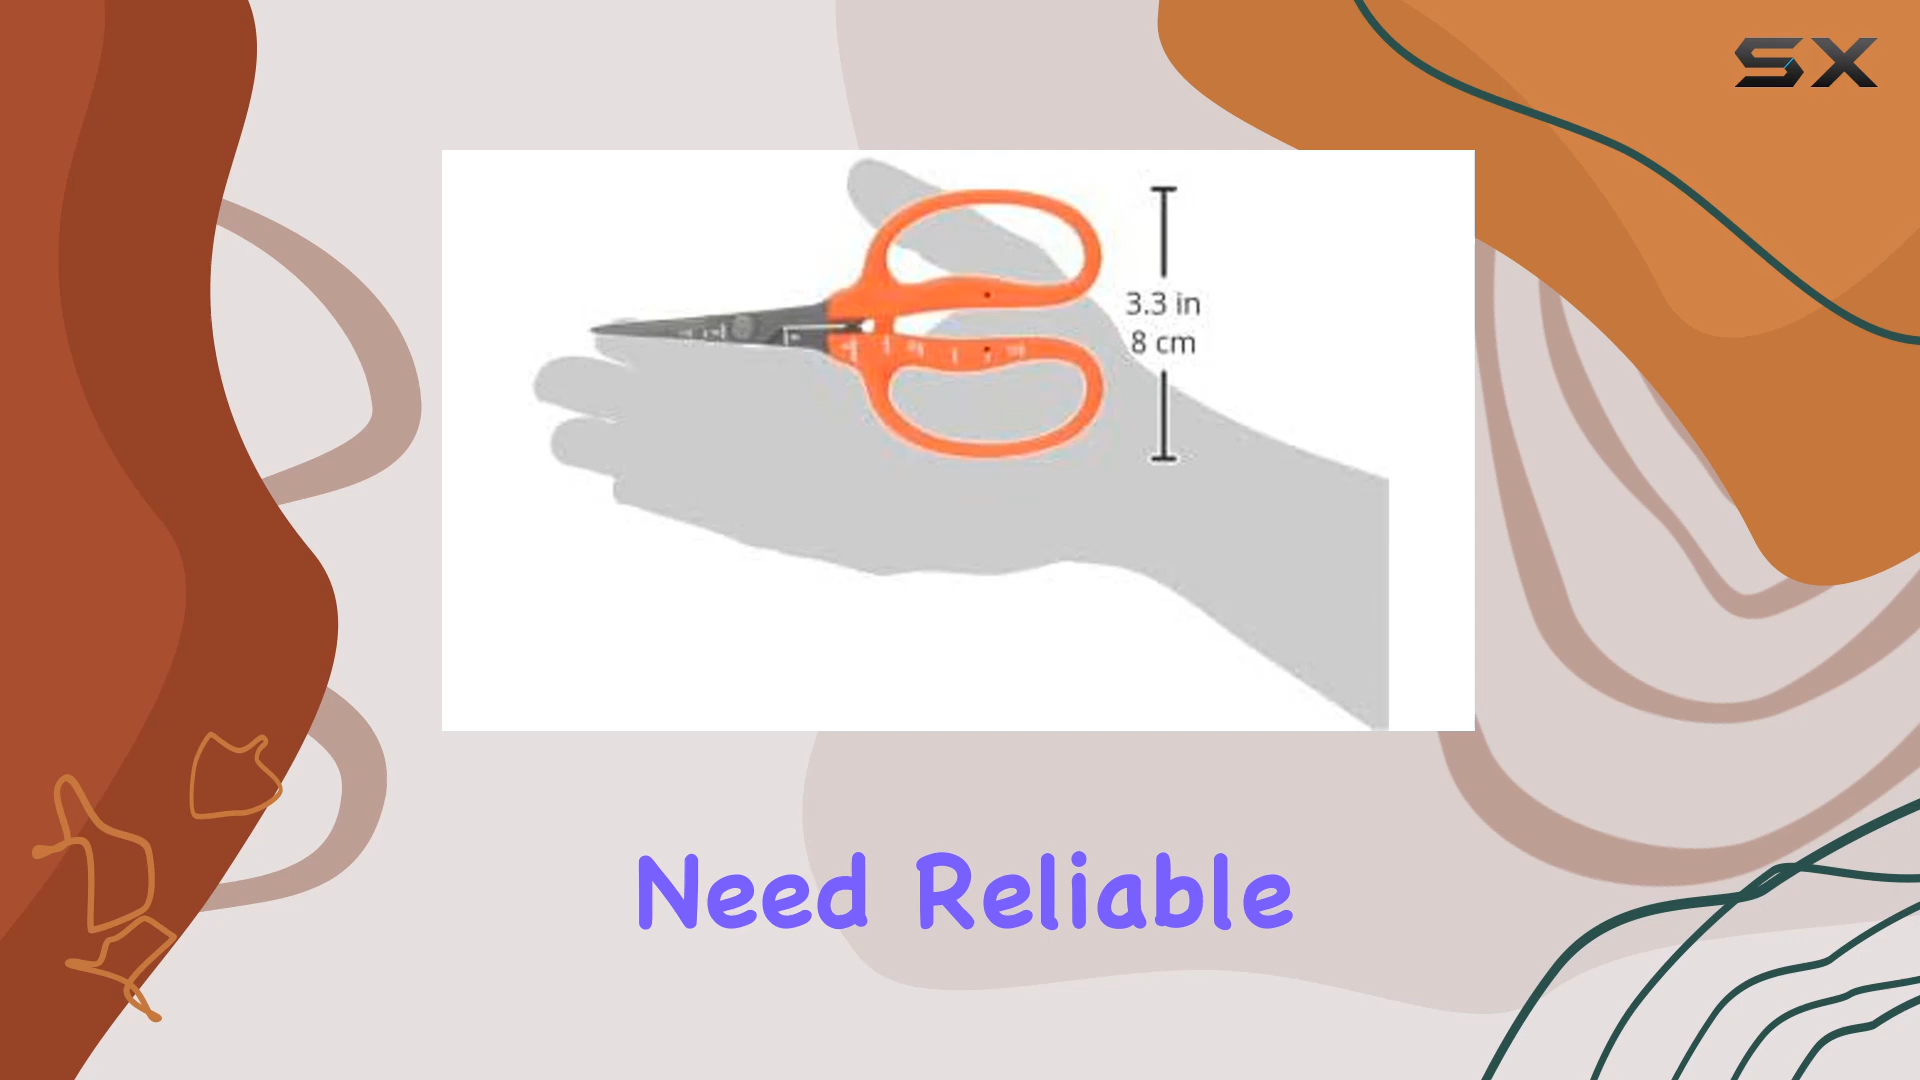 SX
3.3 in
8 cm
Need Reliable